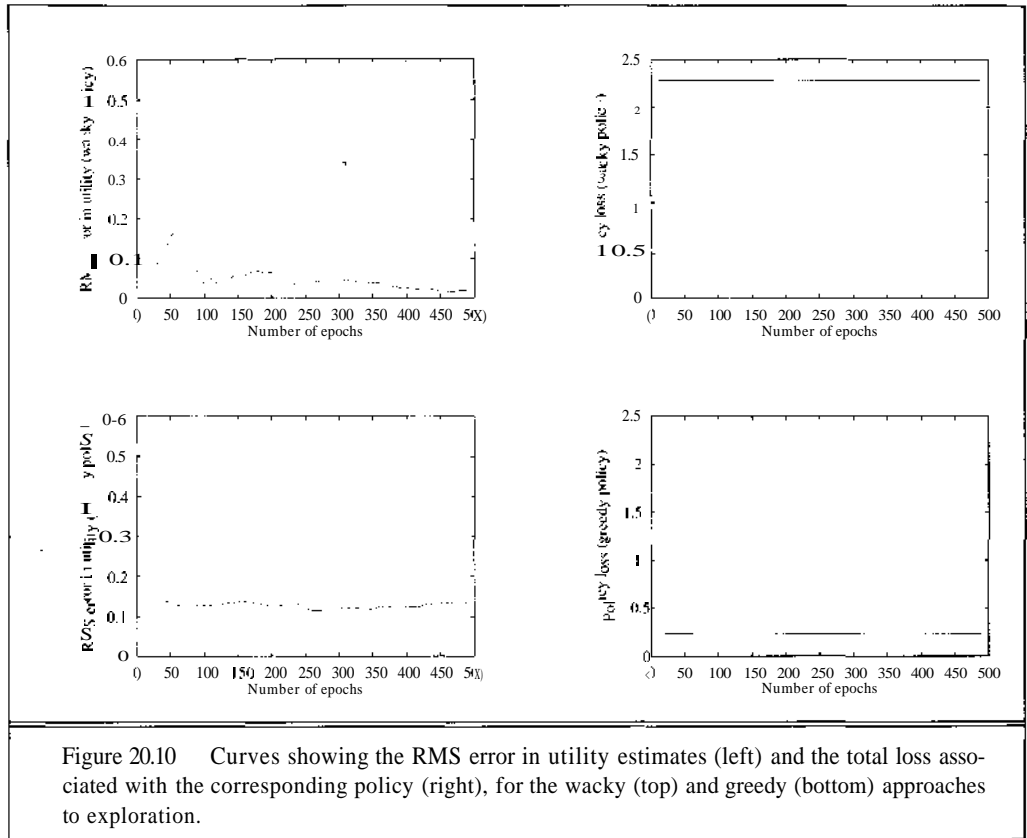 0.6
0.5
0.4
0.3
0.2
0.1
0
50 100 150 200 250 300 350 400 450
Number of epochs
2.5
2
1.5
1
0.5
0
loss (wacky
50 100 150 200 250 300 350 400 450 500
Number of epochs
0-6
0.5
0.4
0.3
0.2
0.1
O
50 100 150 200 250 300 350 400 450
Number of epochs
2.5
2
1.5
1
0.5
0
loss (greedy policy)
50 100 150 200 250 300 350 400 450 500
Number of epochs
Figure 20.10 Curves showing the RMS error in utility estimates (left) and the total loss asso-
ciated with the corresponding policy (right), for the wacky (top) and greedy (bottom) approaches
to exploration.